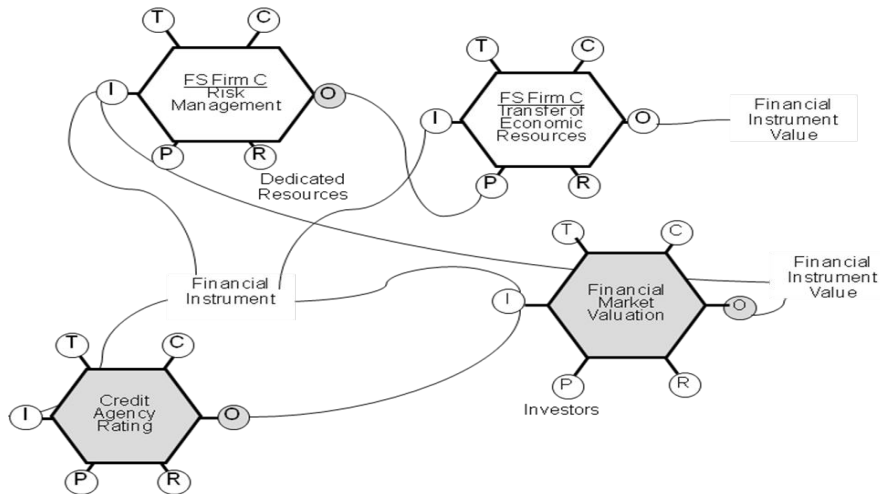 T
C
I
FS Firm C
Risk
Management
O
P
R
Dedicated
Resources
T
C
I
FS Firm C
Transfer of
Economic
Resources
O
P
R
Financial
Instrument
Value
Financial
Instrument
T
C
I
Financial
Market
Valuation
O
P
R
Investors
Financial
Instrument
Value
T
C
I
Credit
Agency
Rating
O
P
R